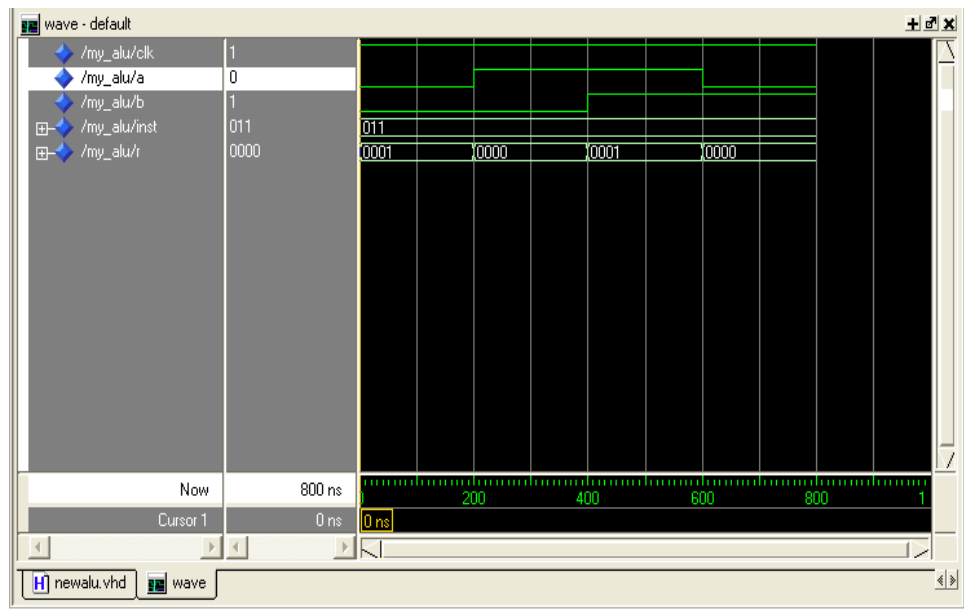 wave - default
/my_alu/clk 1
/my_alu/a 0
/my_alu/b 1
/my_alu/inst 011 011
/my_alu/r 0000 0001 0000 0001 0000
Now 800 ns 200 400 600 800 1
Cursor 1 0 ns 0 ns
newalu.vhd wave